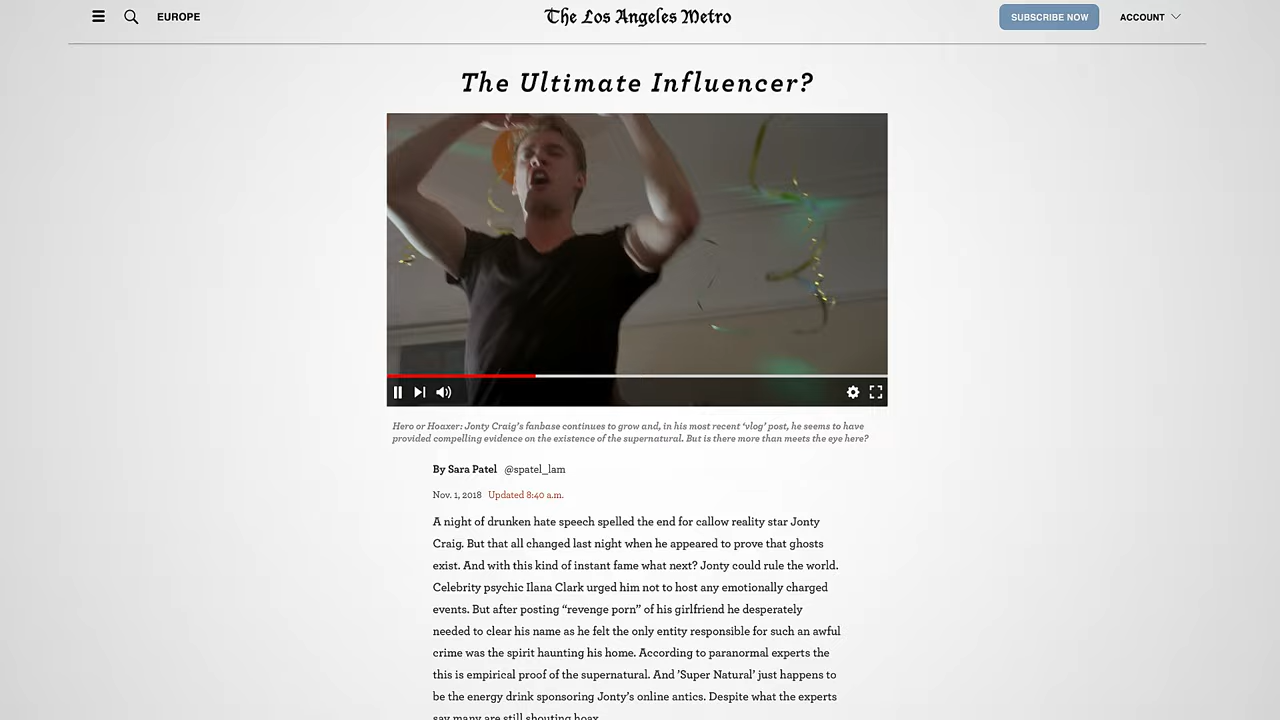 EUROPE
The Los Angeles Metro
SUBSCRIBE NOW
ACCOUNT
The Ultimate Influencer?
Hero or Hoaxer: Jonty Craig's fanbase continues to grow and, in his most recent 'vlog' post, he seems to have
provided compelling evidence on the existence of the supernatural. But is there more than meets the eye here?
By Sara Patel @spatel_lam
Nov. 1, 2018 Updated 8:40 a.m.
A night of drunken hate speech spelled the end for callow reality star Jonty
Craig. But that all changed last night when he appeared to prove that ghosts
exist. And with this kind of instant fame what next? Jonty could rule the world.
Celebrity psychic Ilana Clark urged him not to host any emotionally charged
events. But after posting “revenge porn” of his girlfriend he desperately
needed to clear his name as he felt the only entity responsible for such an awful
crime was the spirit haunting his home. According to paranormal experts the
this is empirical proof of the supernatural. And ’Super Natural’ just happens to
be the energy drink sponsoring Jonty’s online antics. Despite what the experts
say many are still shouting hoax.